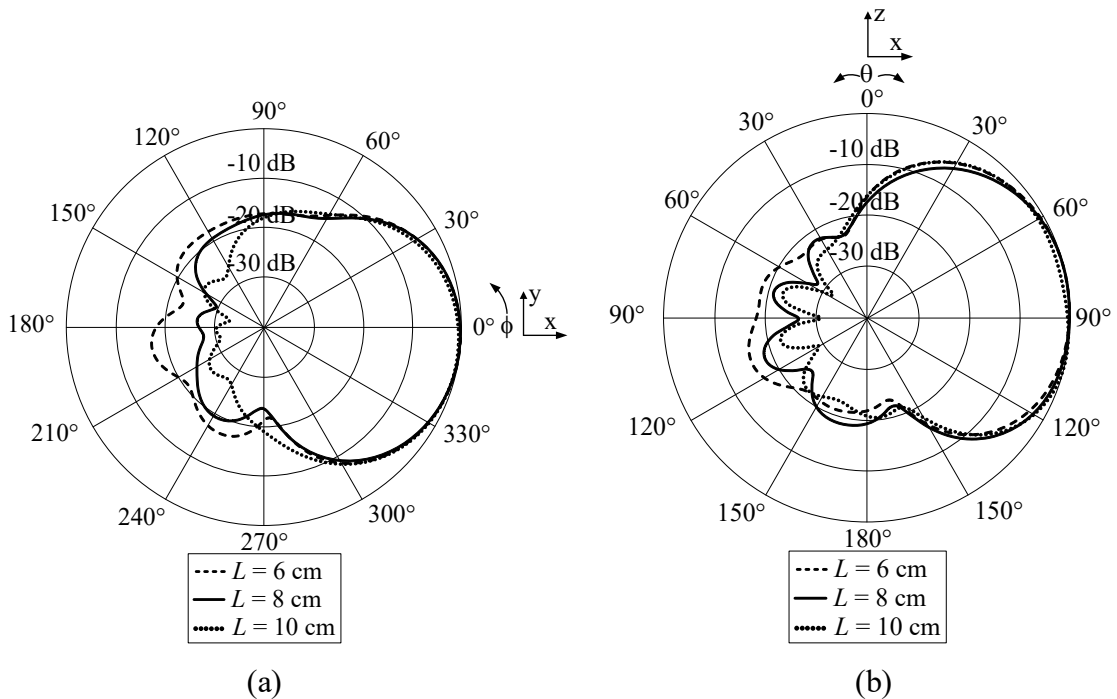 90°
120°
60°
150°
30°
180°
0°
210°
330°
240°
300°
270°
-10 dB
-20 dB
-30 dB
y
ϕ
x
L = 6 cm
L = 8 cm
L = 10 cm
(a)
z
x
θ
0°
30°
30°
60°
60°
90°
90°
120°
120°
150°
150°
180°
-10 dB
-20 dB
-30 dB
L = 6 cm
L = 8 cm
L = 10 cm
(b)